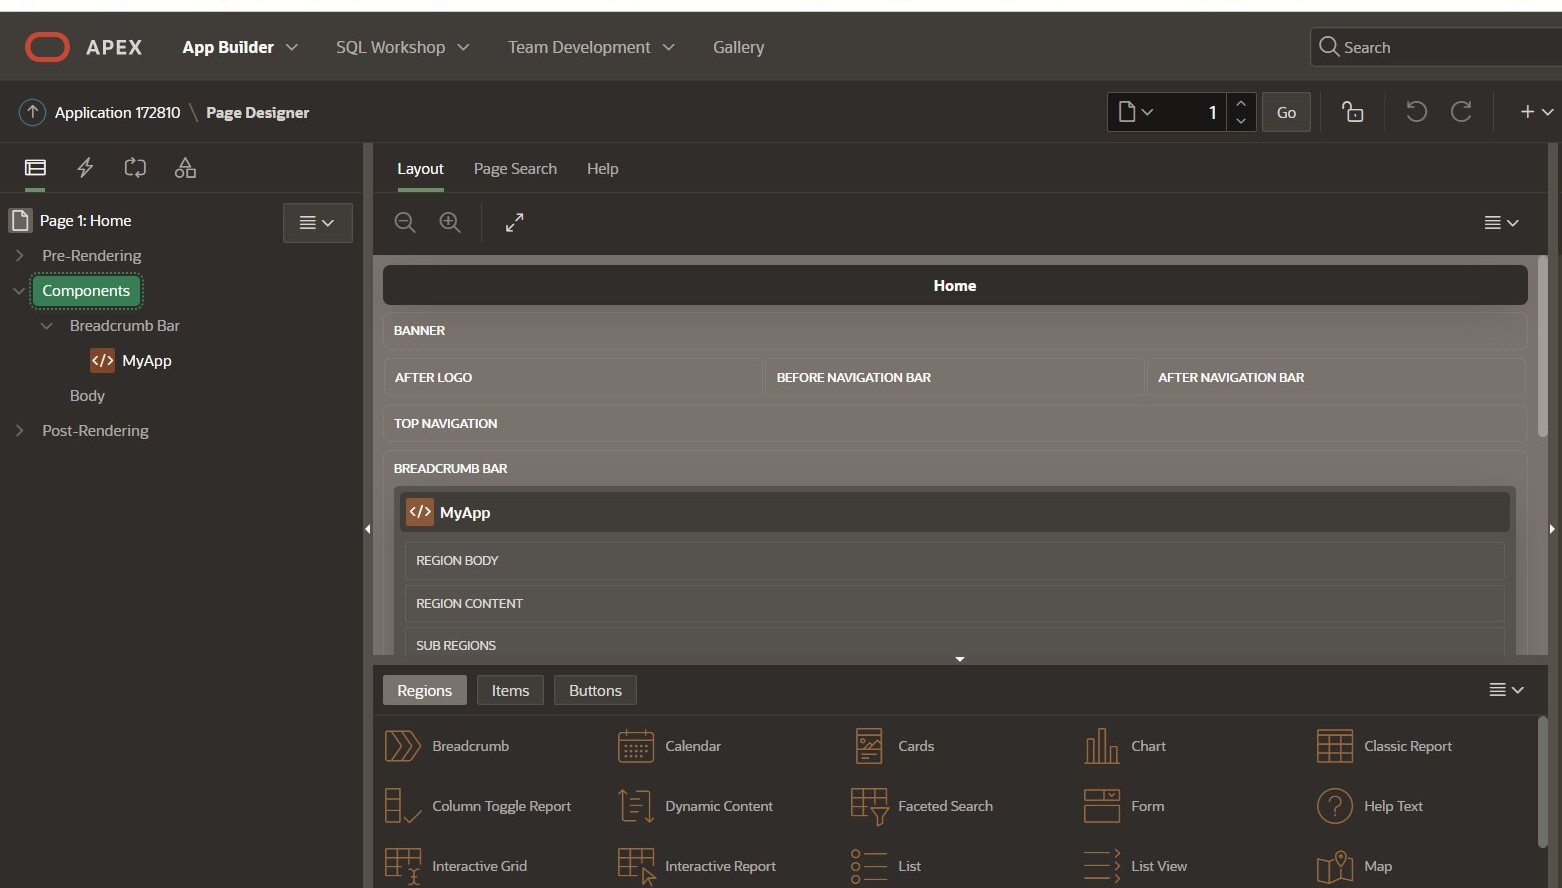 APEX App Builder SQL Workshop Team Development Gallery Search
Application 172810 \ Page Designer 1 Go
Layout Page Search Help
Page 1: Home
Pre-Rendering
Components
Breadcrumb Bar
</> MyApp
Body
Post-Rendering
Home
BANNER
AFTER LOGO BEFORE NAVIGATION BAR AFTER NAVIGATION BAR
TOP NAVIGATION
BREADCRUMB BAR
</> MyApp
REGION BODY
REGION CONTENT
SUB REGIONS
Regions Items Buttons
Breadcrumb Calendar Cards Chart Classic Report
Column Toggle Report Dynamic Content Faceted Search Form Help Text
Interactive Grid Interactive Report List List View Map